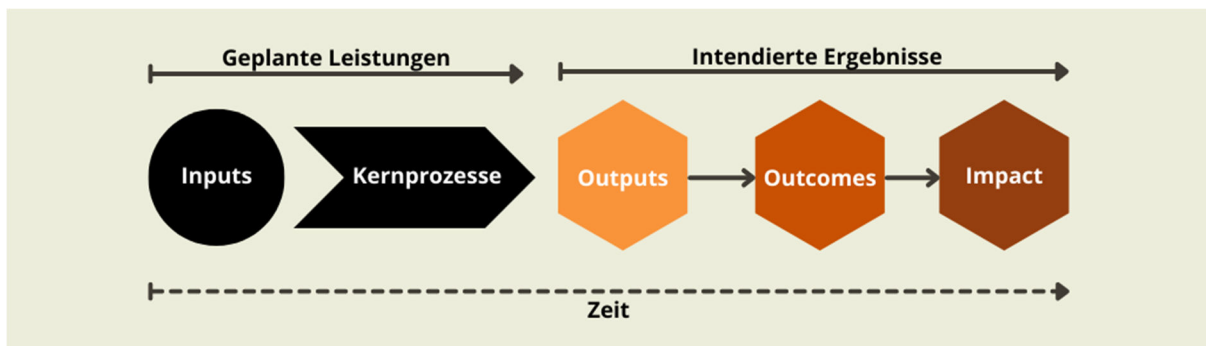 Geplante Leistungen
Intendierte Ergebnisse
Inputs
Kernprozesse
Outputs
Outcomes
Impact
Zeit